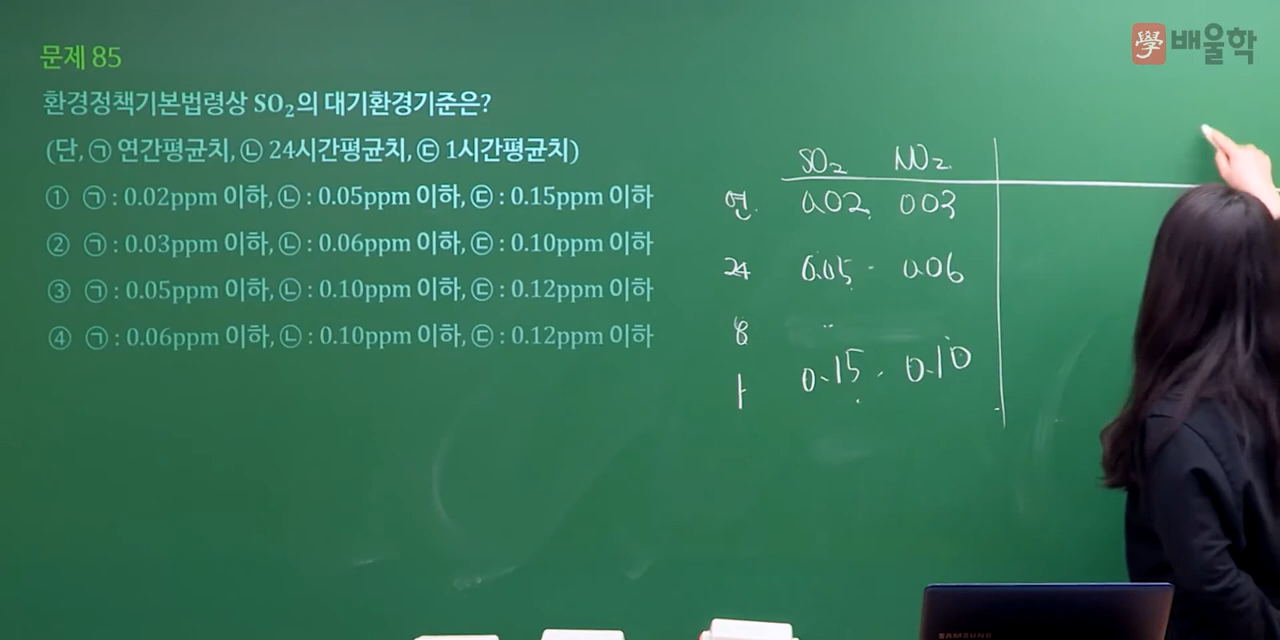 學 배울학
문제 85
환경정책기본법령상 SO₂의 대기환경기준은?
(단, ㉠ 연간평균치, ㉡ 24시간평균치, ㉢ 1시간평균치)
① ㉠ : 0.02ppm 이하, ㉡ : 0.05ppm 이하, ㉢ : 0.15ppm 이하
② ㉠ : 0.03ppm 이하, ㉡ : 0.06ppm 이하, ㉢ : 0.10ppm 이하
③ ㉠ : 0.05ppm 이하, ㉡ : 0.10ppm 이하, ㉢ : 0.12ppm 이하
④ ㉠ : 0.06ppm 이하, ㉡ : 0.10ppm 이하, ㉢ : 0.12ppm 이하
SO₂ NO₂
연. 0.02 0.03
24 0.05 0.06
8
1 0.15 0.10
SAMSUNG